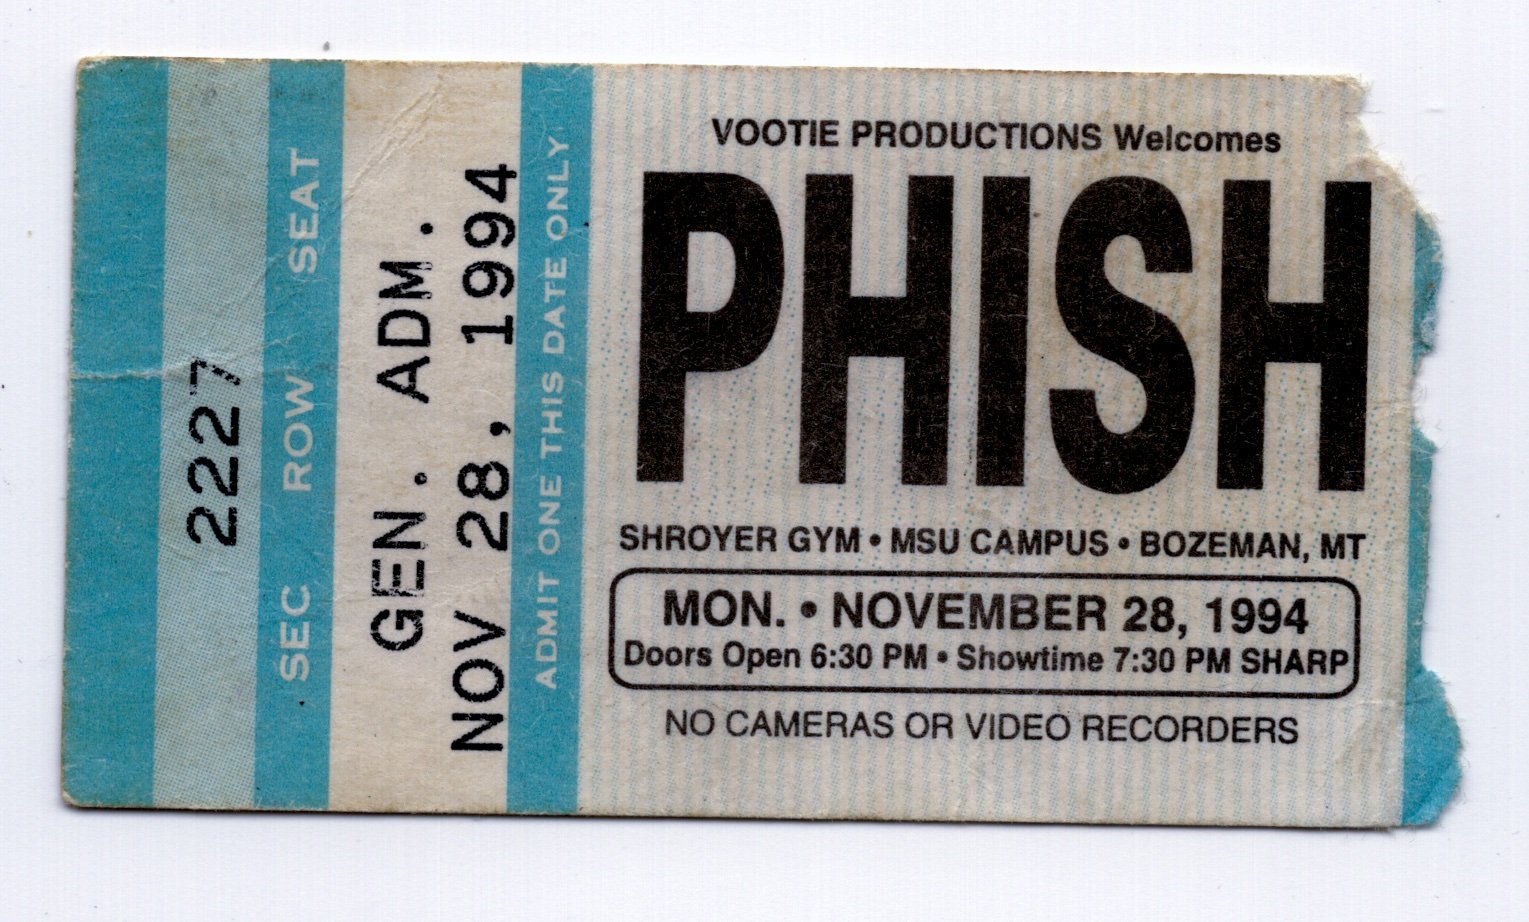 2227
SEC ROW SEAT
GEN. ADM.
NOV 28, 1994
ADMIT ONE THIS DATE ONLY
VOOTIE PRODUCTIONS Welcomes
PHISH
SHROYER GYM • MSU CAMPUS • BOZEMAN, MT
MON. • NOVEMBER 28, 1994
Doors Open 6:30 PM • Showtime 7:30 PM SHARP
NO CAMERAS OR VIDEO RECORDERS